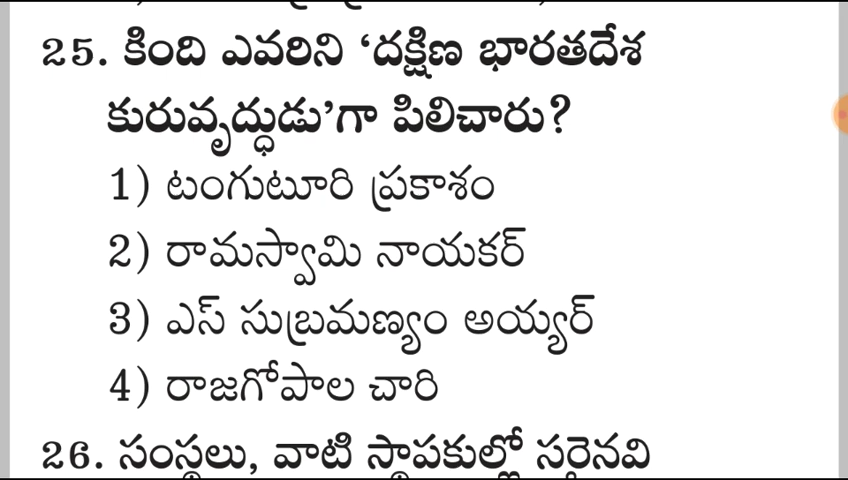 25. కింది ఎవరిని ‘దక్షిణ భారతదేశ
కురువృద్ధుడు’గా పిలిచారు?
1) టంగుటూరి ప్రకాశం
2) రామస్వామి నాయకర్
3) ఎస్ సుబ్రమణ్యం అయ్యర్
4) రాజగోపాల చారి
26. సంస్థలు, వాటి స్థాపకుల్లో సరైనవి